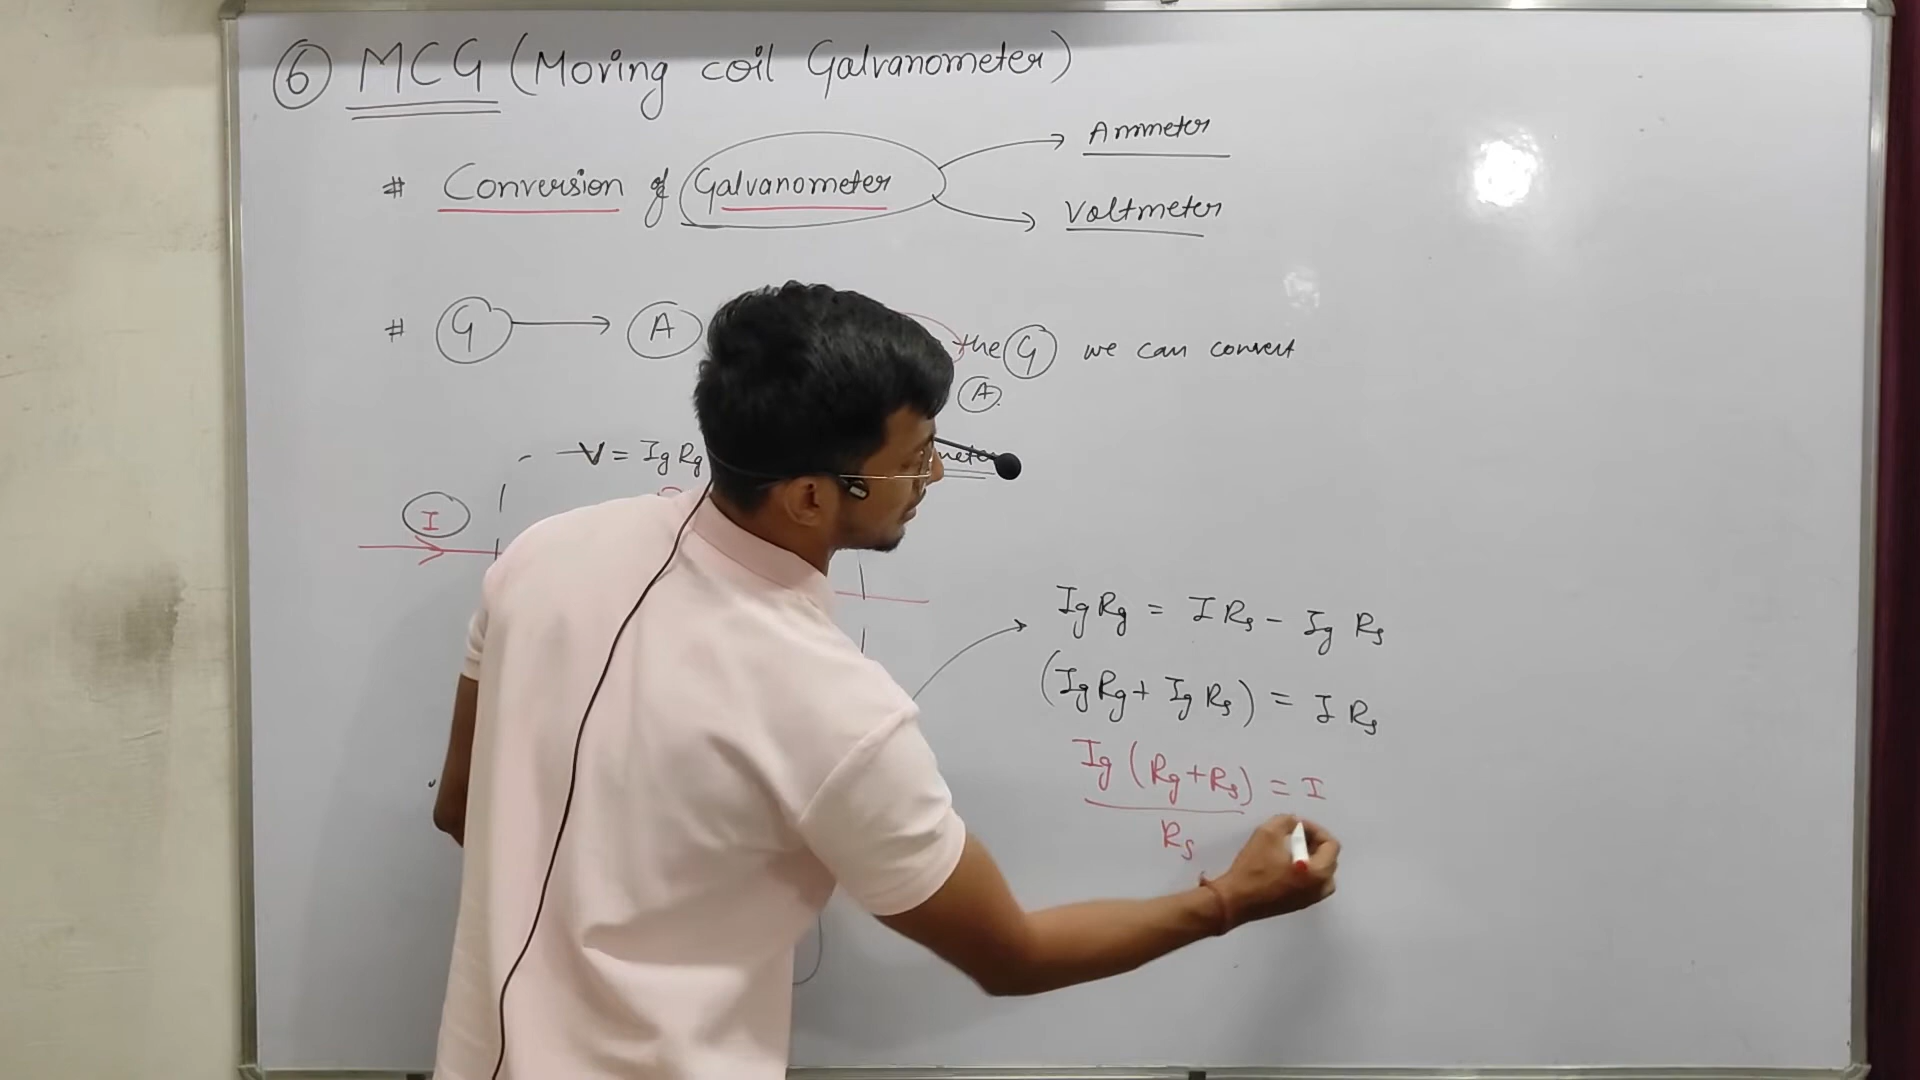 6 MCG (Moving coil Galvanometer)
# Conversion of Galvanometer
Ammeter
Voltmeter
# G → A
the G we can convert
A.
V = Ig Rg
I
Ig Rg = I Rs - Ig Rs
(Ig Rg + Ig Rs) = I Rs
Ig (Rg + Rs) = I
Rs